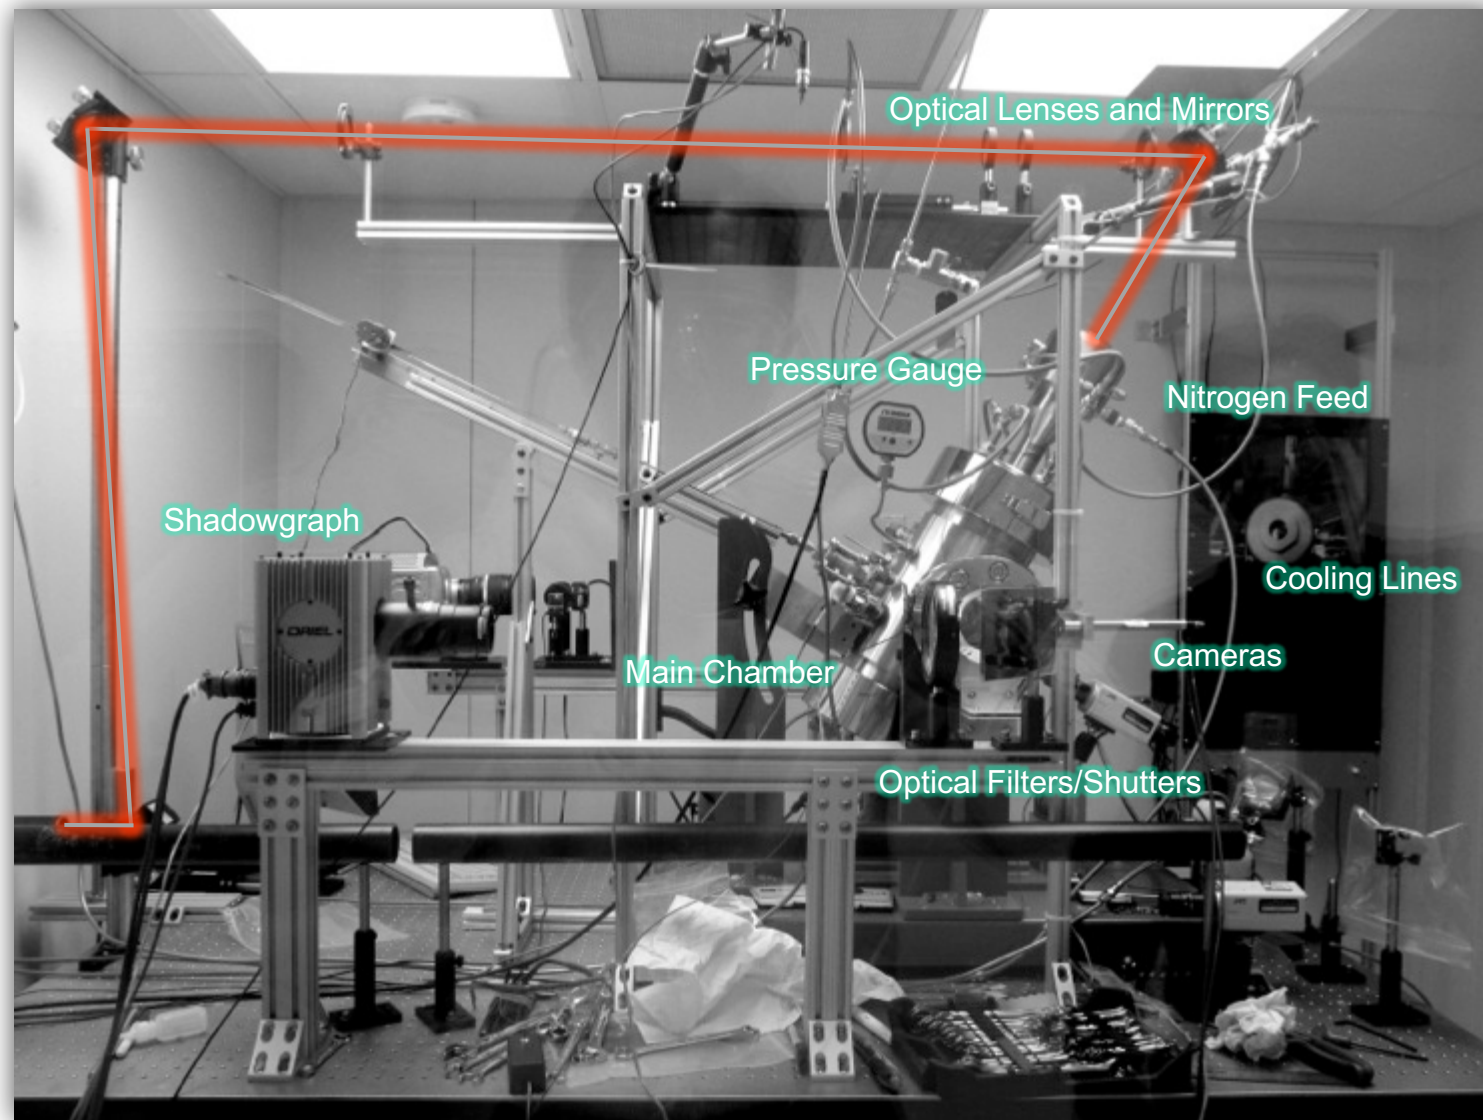 Optical Lenses and Mirrors
Pressure Gauge
Nitrogen Feed
Shadowgraph
ORIEL
Cooling Lines
Main Chamber
Cameras
Optical Filters/Shutters